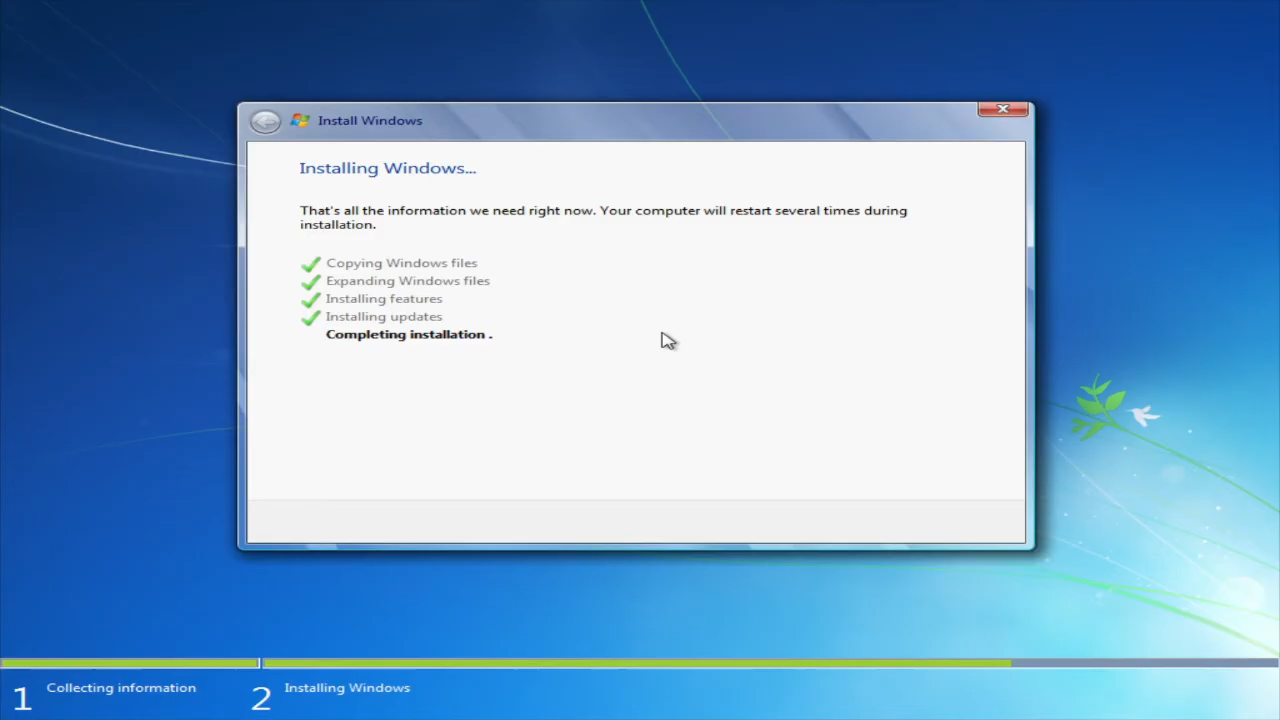 Install Windows
Installing Windows...
That's all the information we need right now. Your computer will restart several times during
installation.
Copying Windows files
Expanding Windows files
Installing features
Installing updates
Completing installation .
1 Collecting information
2 Installing Windows